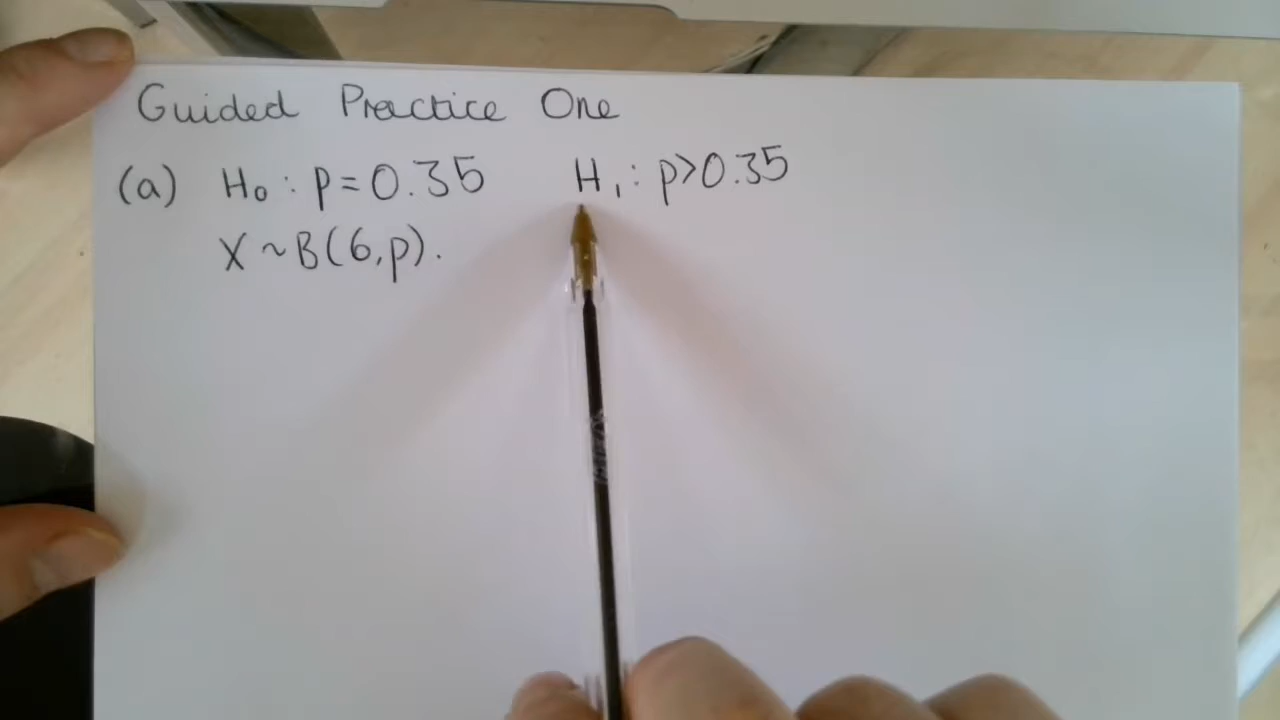 Guided Practice One
(a) H₀ : p = 0.35 H₁ : p > 0.35
X ~ B(6, p).